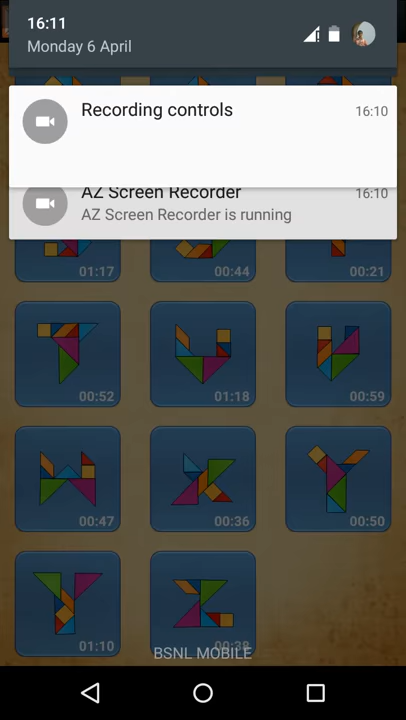 16:11
Monday 6 April
Recording controls 16:10
AZ Screen Recorder 16:10
AZ Screen Recorder is running
01:17 00:44 00:21
00:52 01:18 00:59
00:47 00:36 00:50
01:10 00:38
BSNL MOBILE